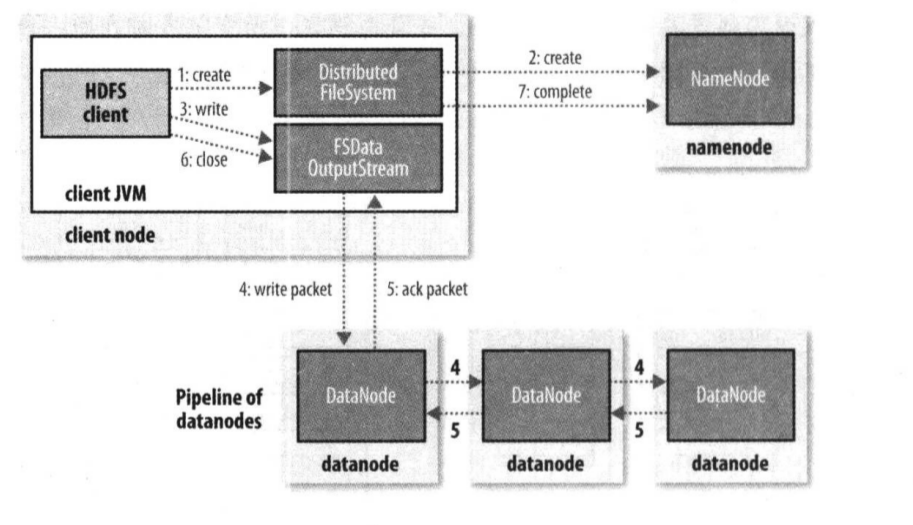 HDFS
client
1: create
3: write
6: close
Distributed
FileSystem
FSData
OutputStream
client JVM
client node
2: create
7: complete
NameNode
namenode
4: write packet
5: ack packet
Pipeline of
datanodes
DataNode
4
5
DataNode
4
5
DataNode
datanode
datanode
datanode